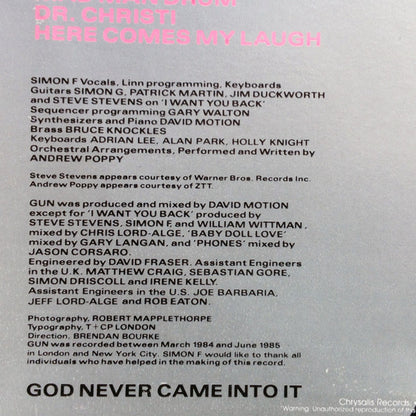 DR. CHRISTI
HERE COMES MY LAUGH
SIMON F Vocals, Linn programming, Keyboards
Guitars SIMON G, PATRICK MARTIN, JIM DUCKWORTH
and STEVE STEVENS on 'I WANT YOU BACK'
Sequencer programming GARY WALTON
Synthesizers and Piano DAVID MOTION
Brass BRUCE KNOCKLES
Keyboards ADRIAN LEE, ALAN PARK, HOLLY KNIGHT
Orchestral Arrangements, Performed and Written by
ANDREW POPPY
Steve Stevens appears courtesy of Warner Bros. Records Inc.
Andrew Poppy appears courtesy of ZTT.
GUN was produced and mixed by DAVID MOTION
except for 'I WANT YOU BACK' produced by
STEVE STEVENS, SIMON F, and WILLIAM WITTMAN,
mixed by CHRIS LORD-ALGE, 'BABY DOLL LOVE'
mixed by GARY LANGAN, and 'PHONES' mixed by
JASON CORSARO.
Engineered by DAVID FRASER. Assistant Engineers
in the U.K. MATTHEW CRAIG, SEBASTIAN GORE,
SIMON DRISCOLL and IRENE KELLY.
Assistant Engineers in the U.S. JOE BARBARIA,
JEFF LORD-ALGE and ROB EATON.
Photography, ROBERT MAPPLETHORPE
Typography, T+CP LONDON
Direction, BRENDAN BOURKE
GUN was recorded between March 1984 and June 1985
in London and New York City. SIMON F would like to thank all
individuals who have helped in the making of this record.
GOD NEVER CAME INTO IT
Chrysalis Records
"Warning: Unauthorized reproduction of